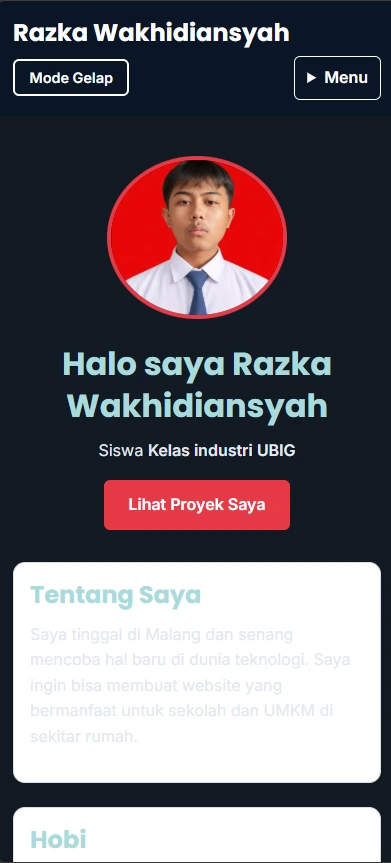 Razka Wakhidiansyah
Mode Gelap
Menu
Halo saya Razka
Wakhidiansyah
Siswa Kelas industri UBIG
Lihat Proyek Saya
Tentang Saya
Saya tinggal di Malang dan senang
mencoba hal baru di dunia teknologi. Saya
ingin bisa membuat website yang
bermanfaat untuk sekolah dan UMKM di
sekitar rumah.
Hobi